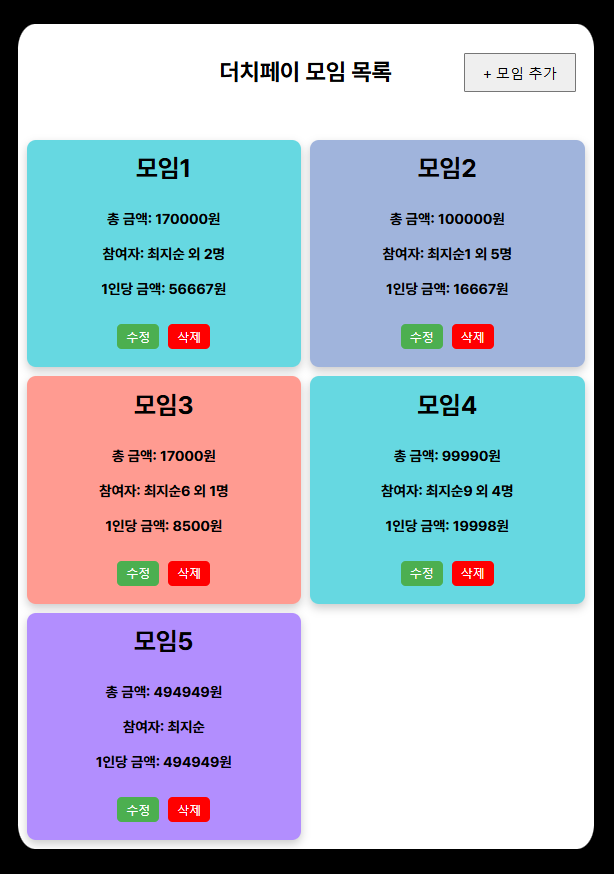 더치페이 모임 목록
+ 모임 추가
모임1
총 금액: 170000원
참여자: 최지순 외 2명
1인당 금액: 56667원
수정 삭제
모임2
총 금액: 100000원
참여자: 최지순1 외 5명
1인당 금액: 16667원
수정 삭제
모임3
총 금액: 17000원
참여자: 최지순6 외 1명
1인당 금액: 8500원
수정 삭제
모임4
총 금액: 99990원
참여자: 최지순9 외 4명
1인당 금액: 19998원
수정 삭제
모임5
총 금액: 494949원
참여자: 최지순
1인당 금액: 494949원
수정 삭제